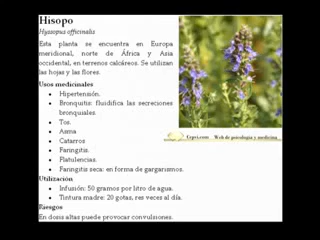 Hisopo
Hyssopus officinalis
Esta planta se encuentra en Europa
meridional, norte de África y Asia
occidental, en terrenos calcáreos. Se utilizan
las hojas y las flores.
Usos medicinales
• Hipertensión.
• Bronquitis: fluidifica las secreciones
bronquiales.
• Tos.
• Asma
• Catarros
• Faringitis.
• Flatulencias.
• Faringitis seca: en forma de gargarismos.
Utilización
• Infusión: 50 gramos por litro de agua.
• Tintura madre: 20 gotas, tres veces al día.
Riesgos
En dosis altas puede provocar convulsiones.
Cepvi.com Web de psicología y medicina